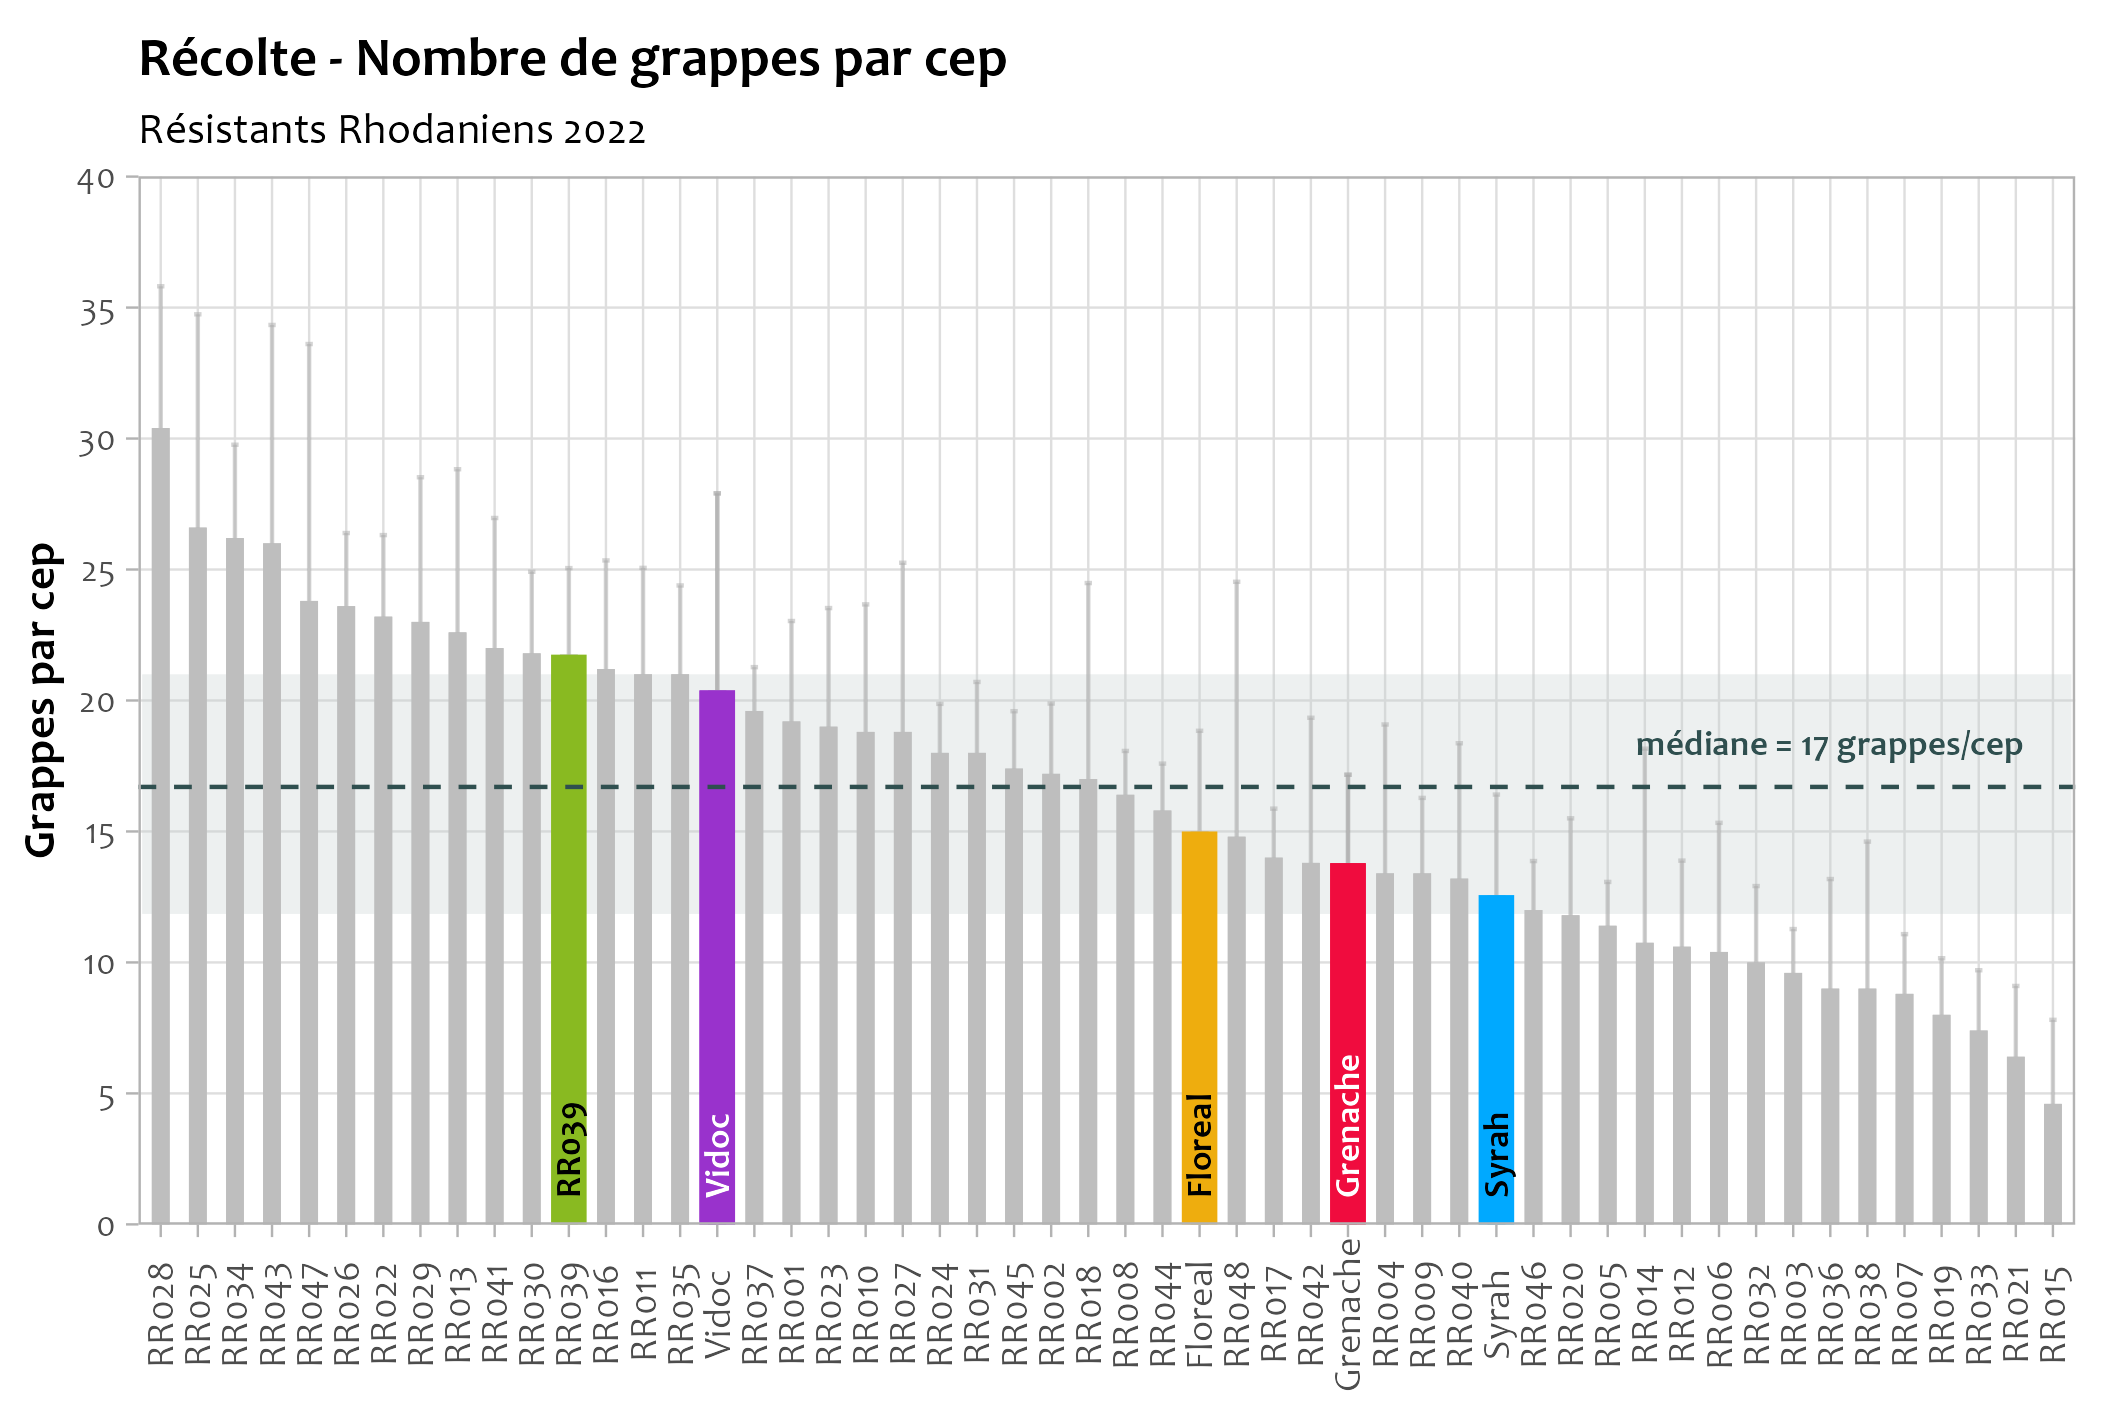 Récolte - Nombre de grappes par cep
Résistants Rhodaniens 2022
Grappes par cep
40
35
30
25
20
15
10
5
0
médiane = 17 grappes/cep
RR039
Vidoc
Floreal
Grenache
Syrah
RR028
RR025
RR034
RR043
RR047
RR026
RR022
RR029
RR013
RR041
RR030
RR039
RR016
RR011
RR035
Vidoc
RR037
RR001
RR023
RR010
RR027
RR024
RR031
RR045
RR002
RR018
RR008
RR044
Floreal
RR048
RR017
RR042
Grenache
RR004
RR009
RR040
Syrah
RR046
RR020
RR005
RR014
RR012
RR006
RR032
RR003
RR036
RR038
RR007
RR019
RR033
RR021
RR015